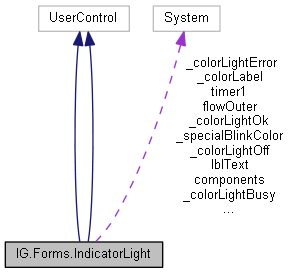 UserControl
System
_colorLightError
_colorLabel
timer1
flowOuter
_colorLightOk
_specialBlinkColor
_colorLightOff
lblText
components
_colorLightBusy
...
IG.Forms.IndicatorLight